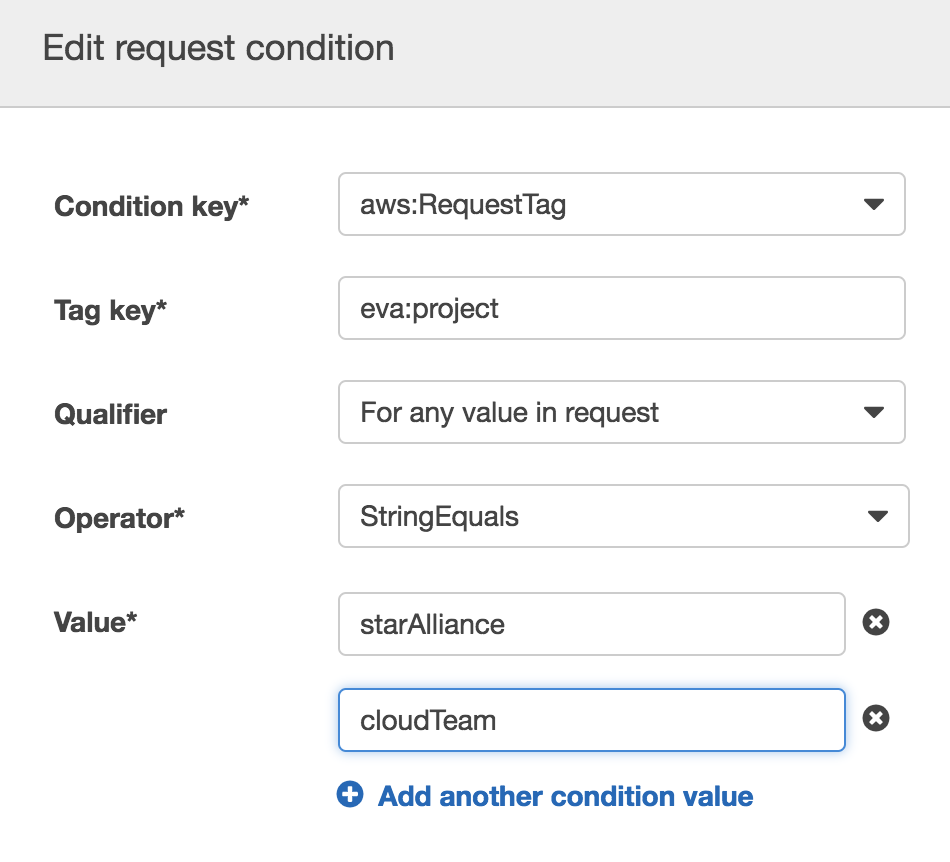 Edit request condition
Condition key* aws:RequestTag
Tag key* eva:project
Qualifier For any value in request
Operator* StringEquals
Value* starAlliance
cloudTeam
Add another condition value